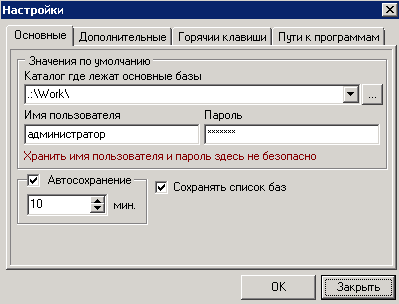 Настройки
Основные Дополнительные Горячии клавиши Пути к программам
Значения по умолчанию
Каталог где лежат основные базы
.:\Work\ ...
Имя пользователя Пароль
администратор *******
Хранить имя пользователя и пароль здесь не безопасно
Автосохранение Сохранять список баз
10 мин.
OK Закрыть